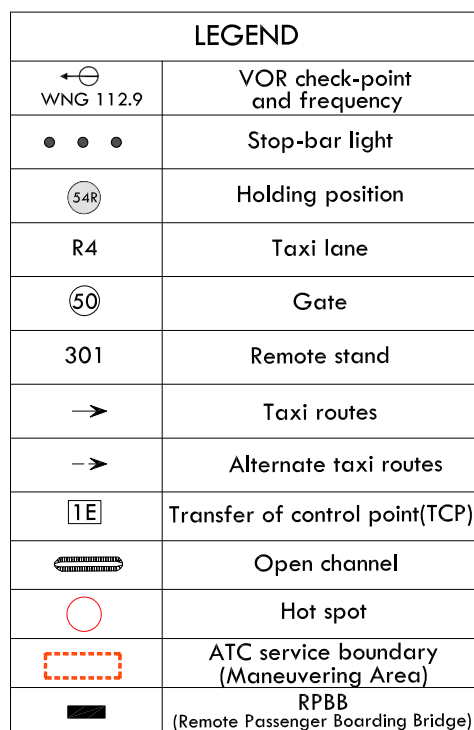 LEGEND
WNG 112.9
VOR check-point
and frequency
Stop-bar light
54R
Holding position
R4
Taxi lane
50
Gate
301
Remote stand
Taxi routes
Alternate taxi routes
1E
Transfer of control point(TCP)
Open channel
Hot spot
ATC service boundary
(Maneuvering Area)
RPBB
(Remote Passenger Boarding Bridge)